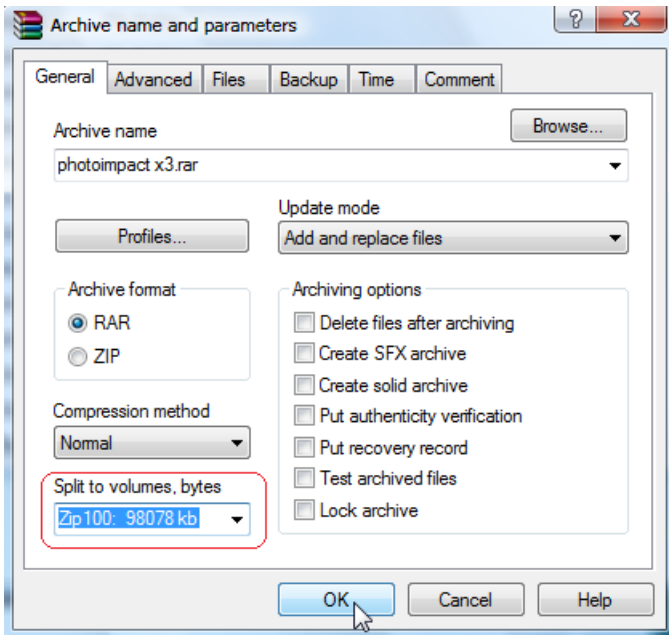 Archive name and parameters
General Advanced Files Backup Time Comment
Archive name
Browse...
photoimpact x3.rar
Profiles...
Update mode
Add and replace files
Archive format
RAR
ZIP
Compression method
Normal
Split to volumes, bytes
Zip100: 98078 kb
Archiving options
Delete files after archiving
Create SFX archive
Create solid archive
Put authenticity verification
Put recovery record
Test archived files
Lock archive
OK Cancel Help